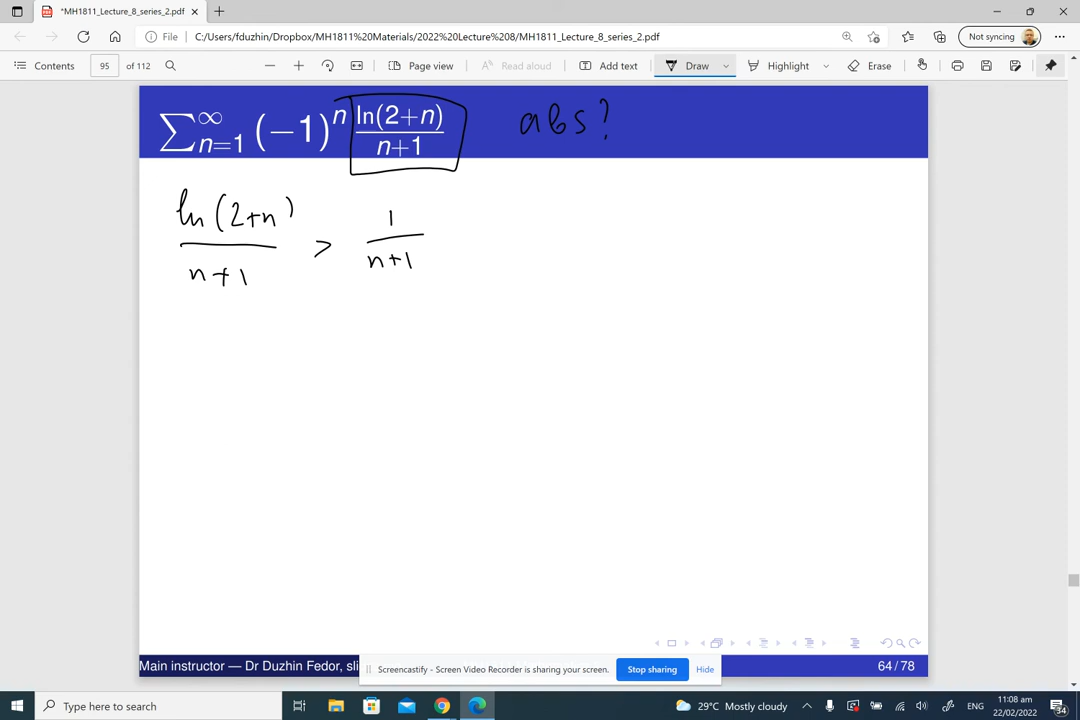 *MH1811_Lecture_8_series_2.pdf
File C:/Users/fduzhin/Dropbox/MH1811%20Materials/2022%20Lecture%208/MH1811_Lecture_8_series_2.pdf Not syncing
Contents 95 of 112 Page view Read aloud Add text Draw Highlight Erase
∑_{n=1}^{∞} (−1)^n ln(2+n)/(n+1) abs?
ln(2+n)/(n+1) > 1/(n+1)
Main instructor — Dr Duzhin Fedor, sli 64 / 78
Screencastify - Screen Video Recorder is sharing your screen. Stop sharing Hide
Type here to search 29°C Mostly cloudy ENG 11:08 am 34
22/02/2022